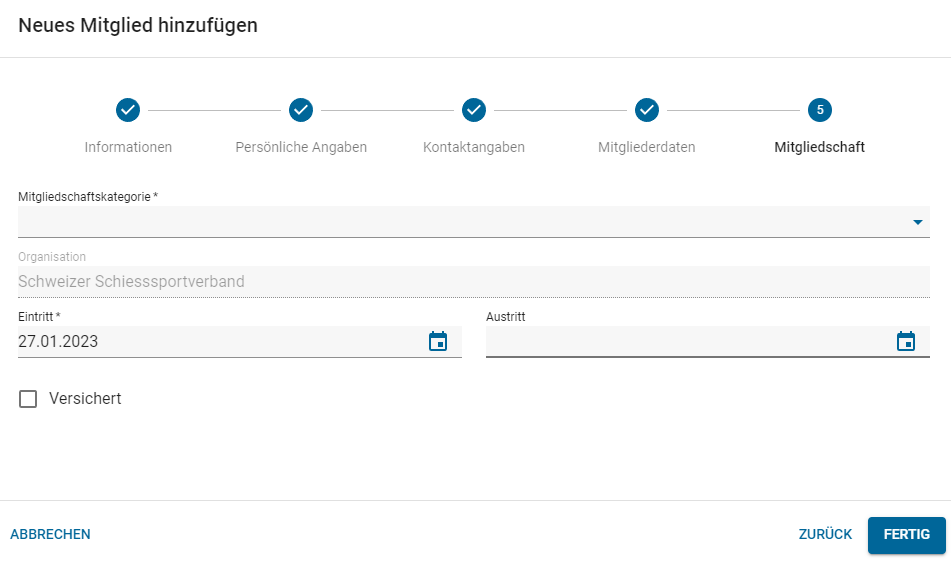 Neues Mitglied hinzufügen
5
Informationen Persönliche Angaben Kontaktangaben Mitgliederdaten Mitgliedschaft
Mitgliedschaftskategorie *
Organisation
Schweizer Schiesssportverband
Eintritt * Austritt
27.01.2023
Versichert
ABBRECHEN ZURÜCK FERTIG